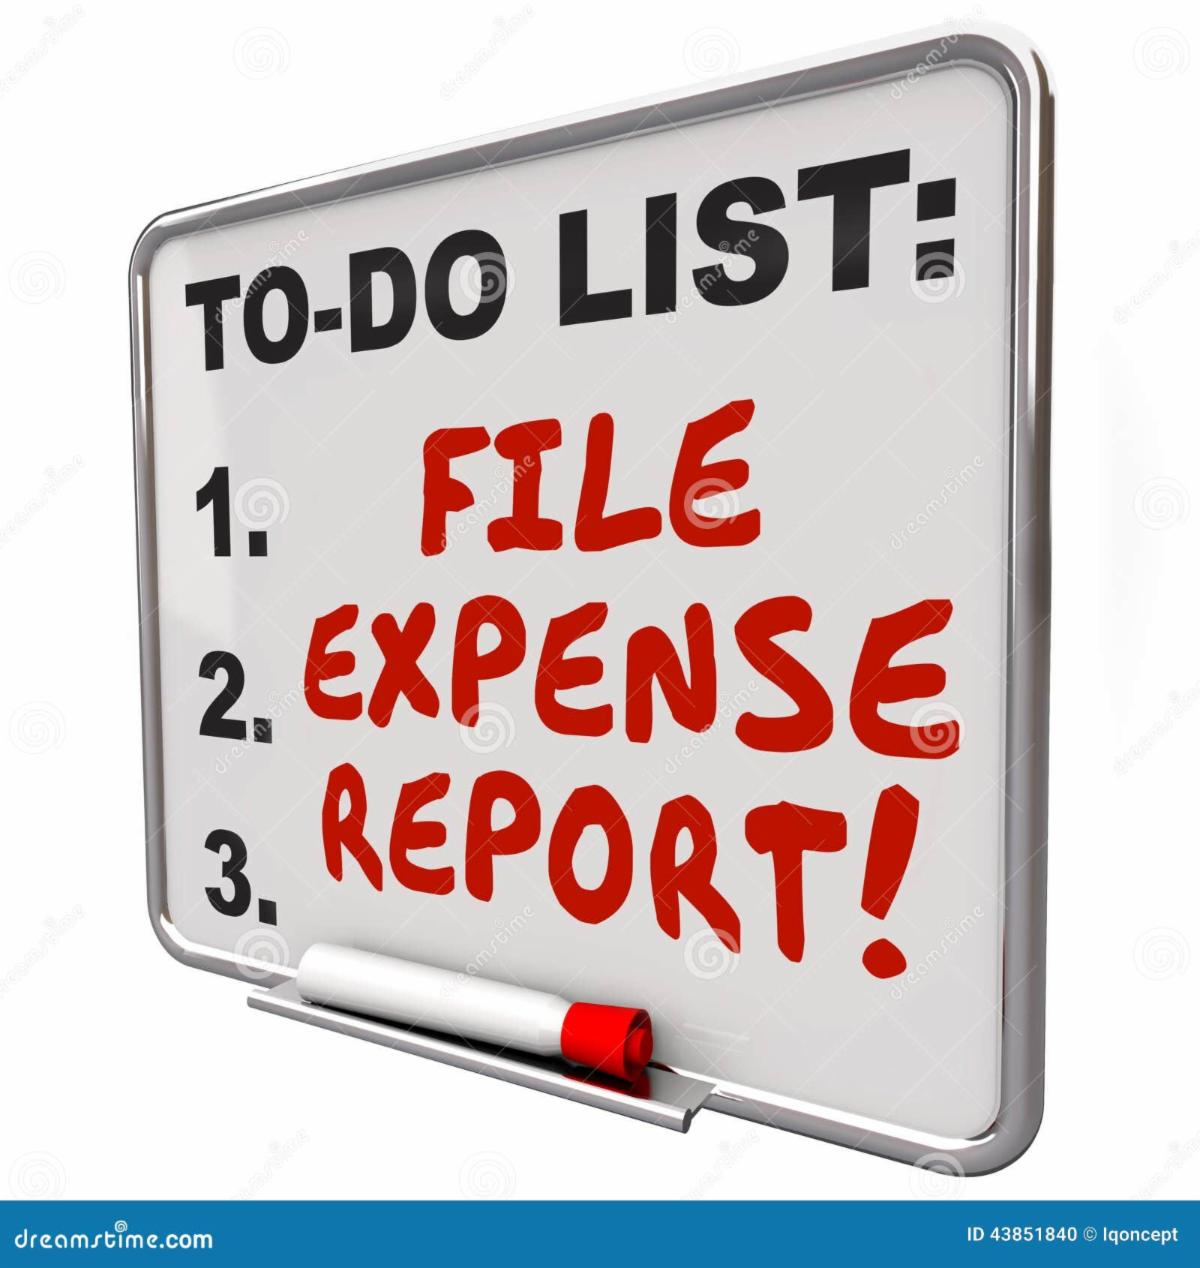 TO-DO LIST:
1. FILE
2. EXPENSE
3. REPORT!
dreamstime.com
ID 43851840 © Iqoncept